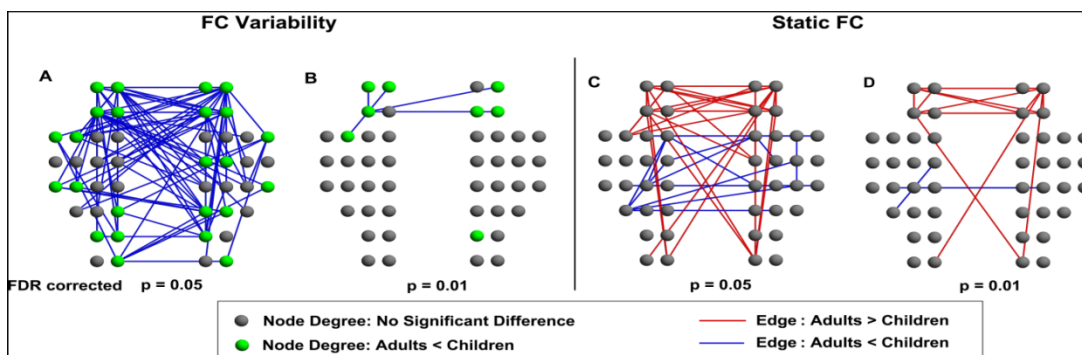 FC Variability
Static FC
A
B
C
D
FDR corrected
p = 0.05
p = 0.01
p = 0.05
p = 0.01
Node Degree: No Significant Difference
Node Degree: Adults < Children
Edge : Adults > Children
Edge : Adults < Children